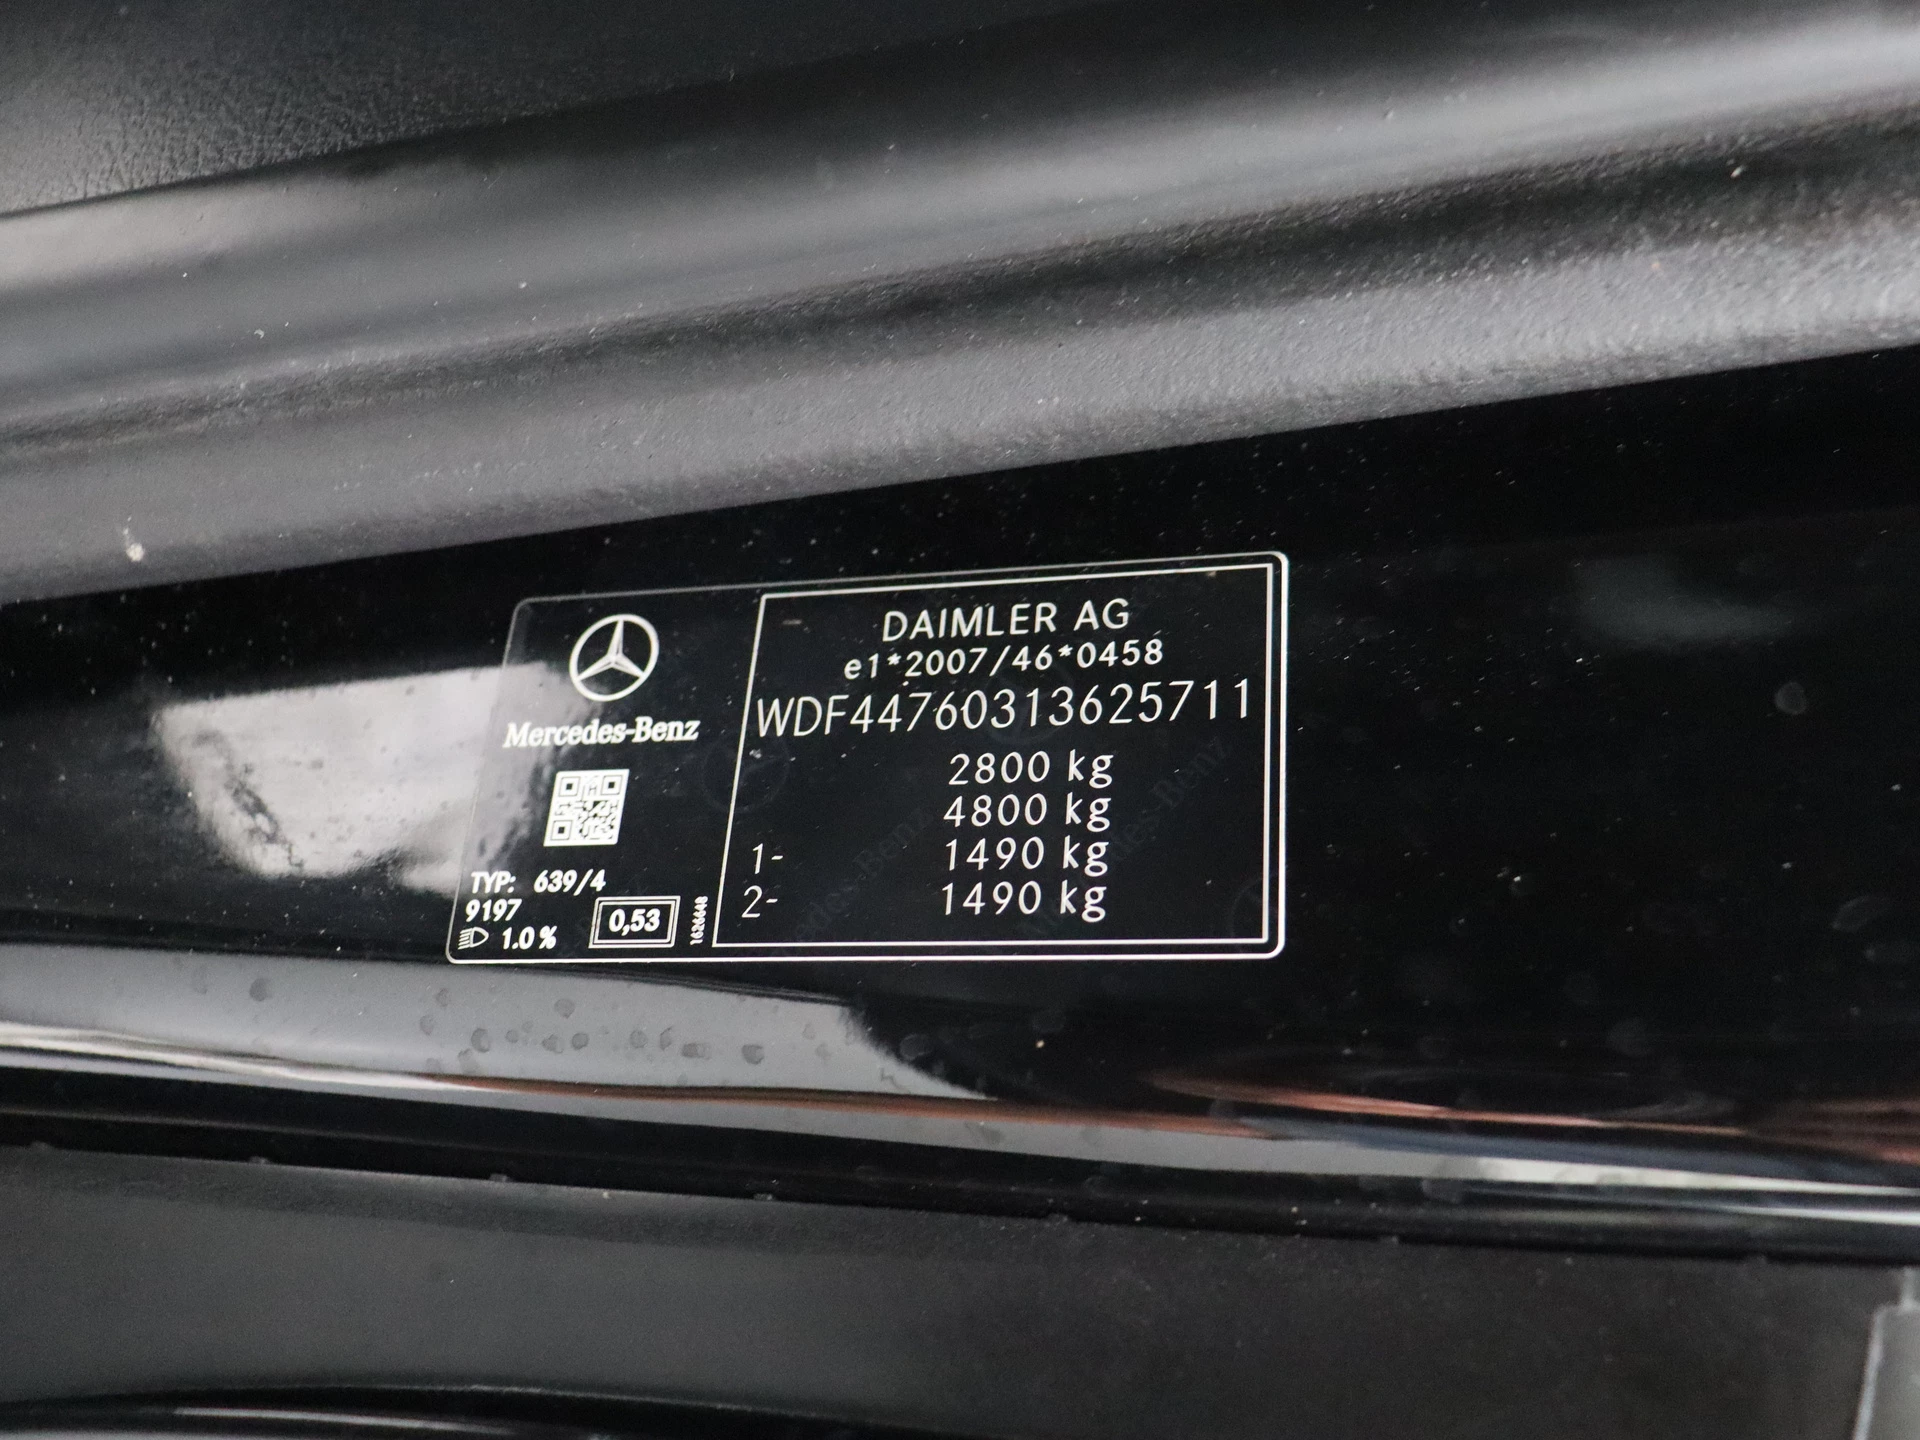 Mercedes-Benz
TYP: 639/4
9197
1.0 %
0,53
1626648
DAIMLER AG
e1*2007/46*0458
WDF44760313625711
2800 kg
4800 kg
1- 1490 kg
2- 1490 kg